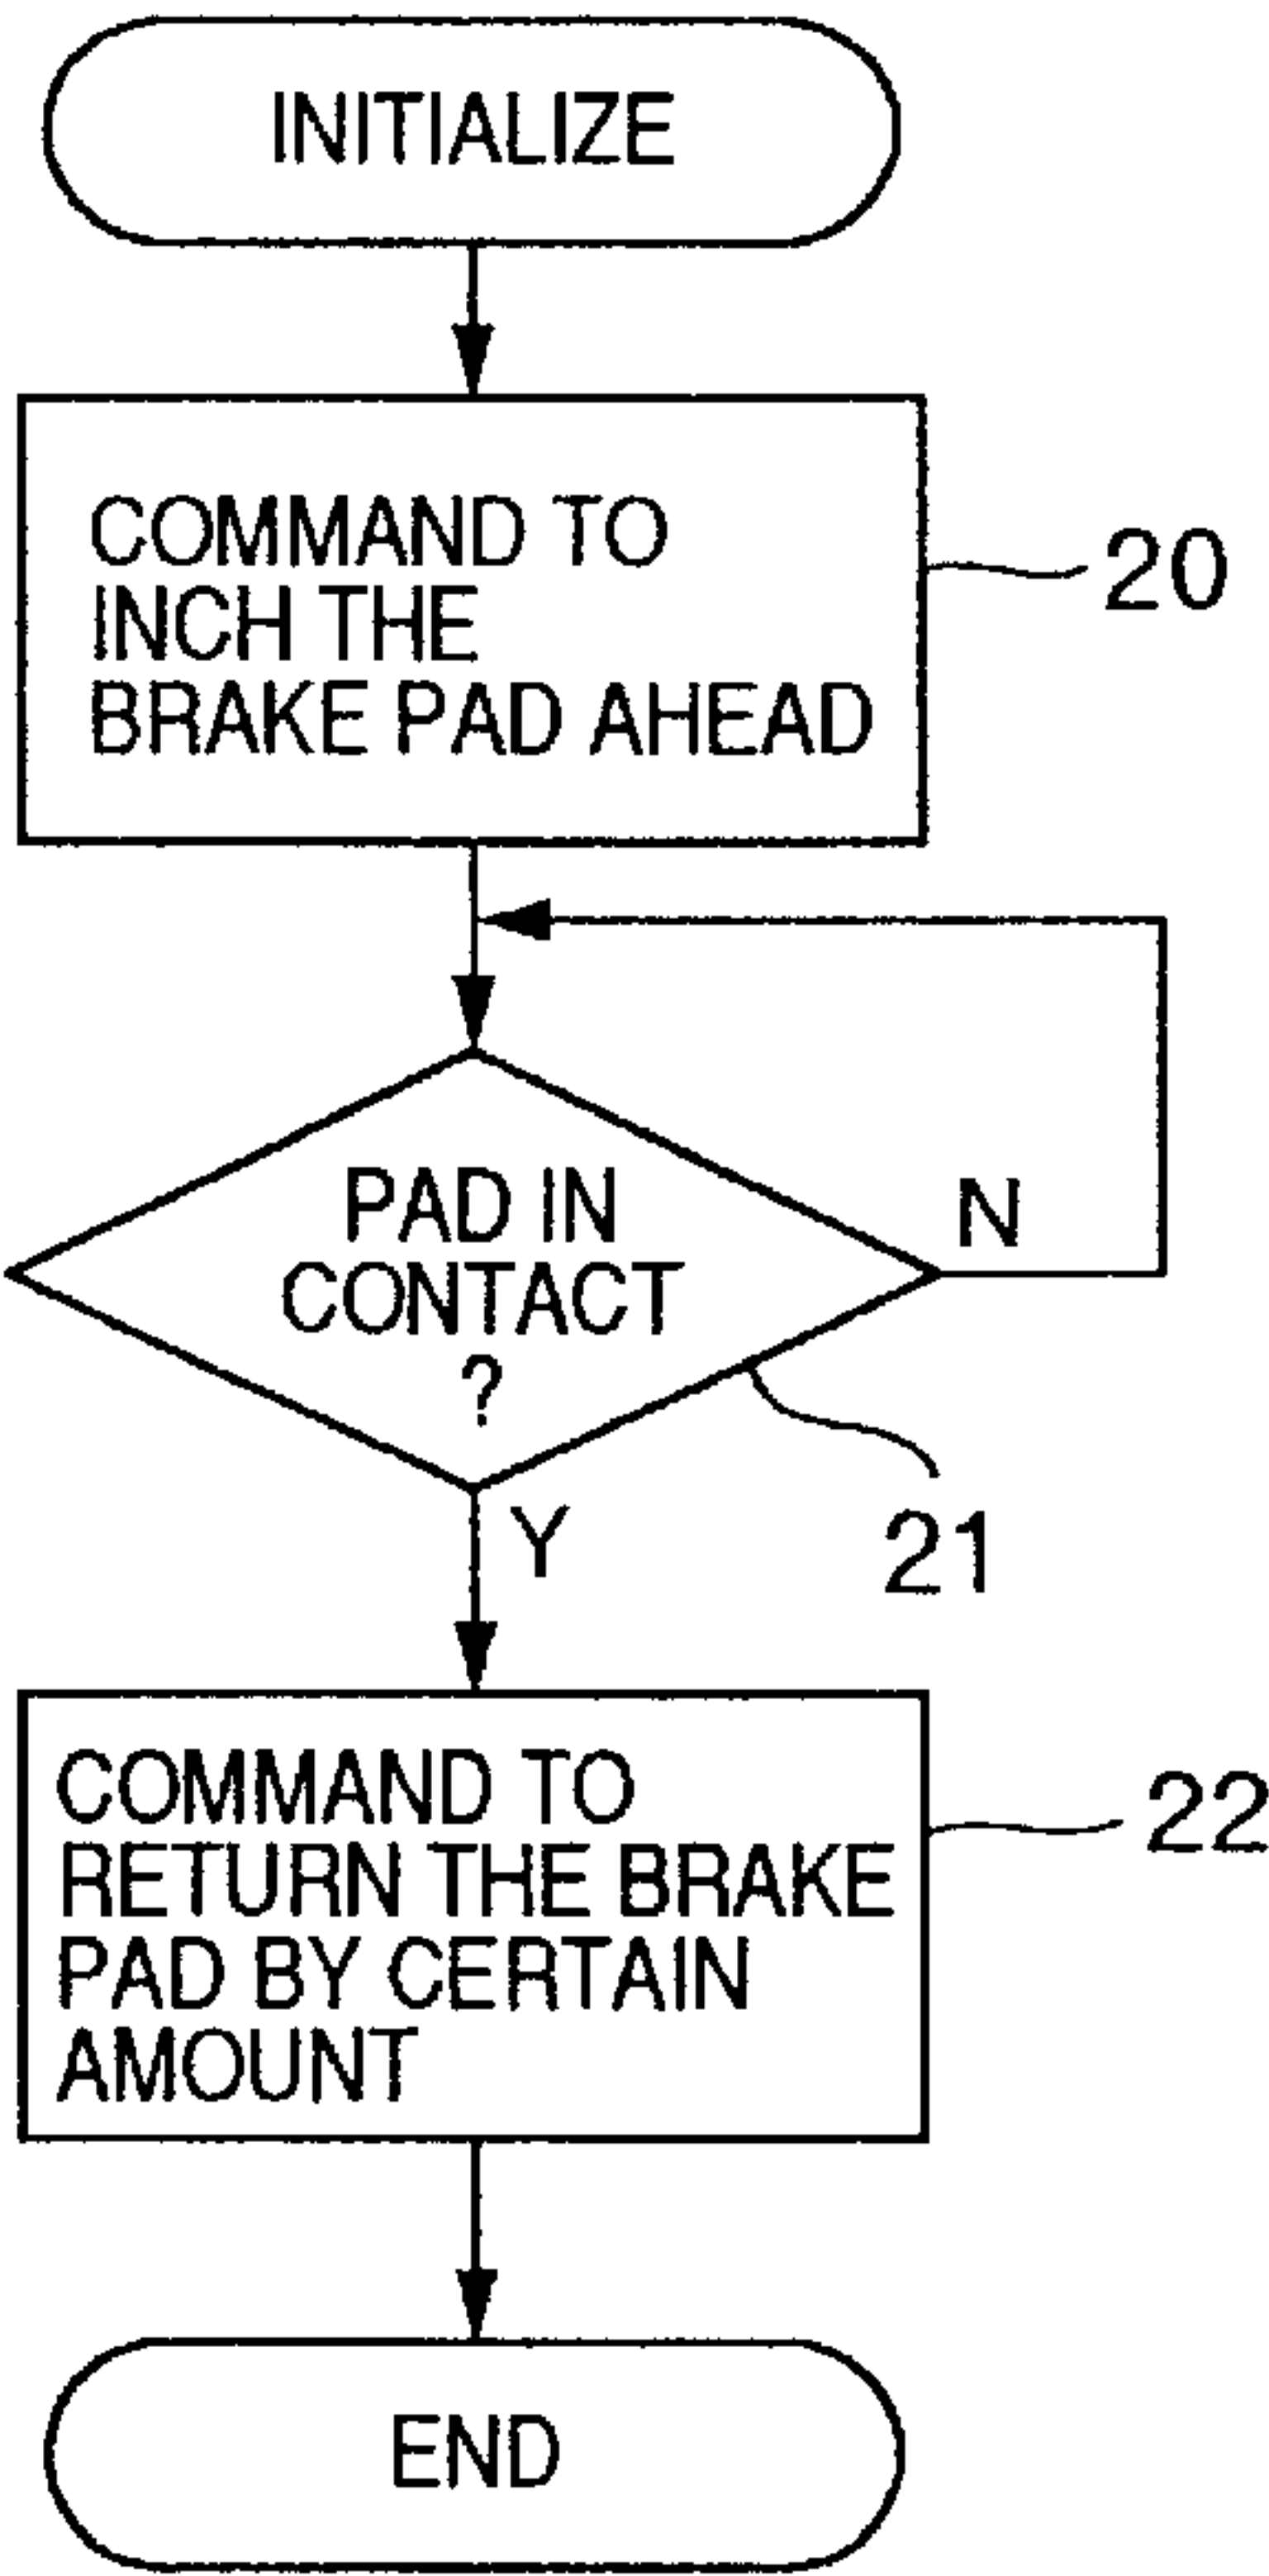 INITIALIZE
COMMAND TO
INCH THE
BRAKE PAD AHEAD
20
PAD IN
CONTACT
?
N
21
Y
COMMAND TO
RETURN THE BRAKE
PAD BY CERTAIN
AMOUNT
22
END